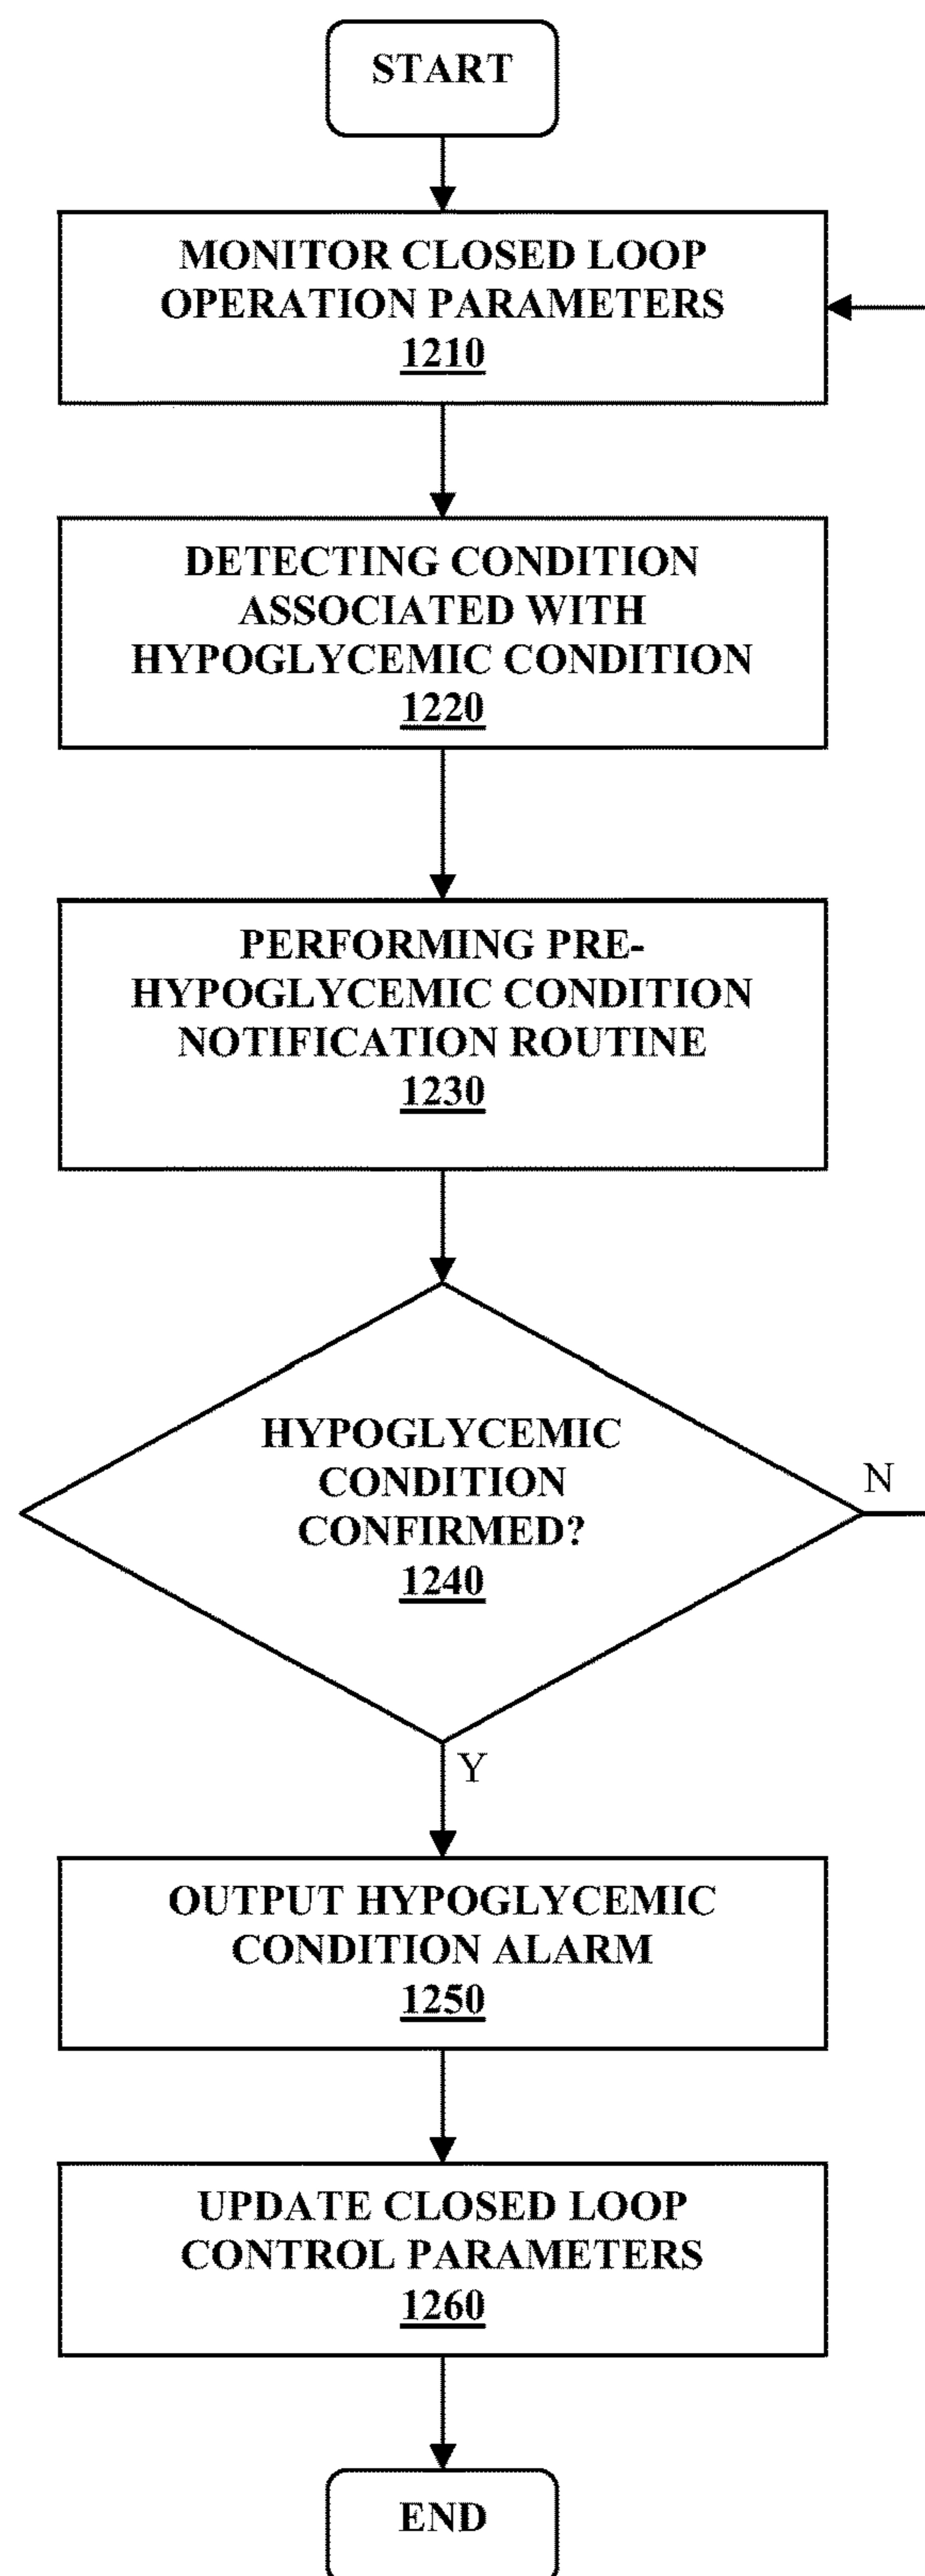 START
MONITOR CLOSED LOOP
OPERATION PARAMETERS
1210
DETECTING CONDITION
ASSOCIATED WITH
HYPOGLYCEMIC CONDITION
1220
PERFORMING PRE-
HYPOGLYCEMIC CONDITION
NOTIFICATION ROUTINE
1230
HYPOGLYCEMIC
CONDITION
CONFIRMED?
1240
N
Y
OUTPUT HYPOGLYCEMIC
CONDITION ALARM
1250
UPDATE CLOSED LOOP
CONTROL PARAMETERS
1260
END